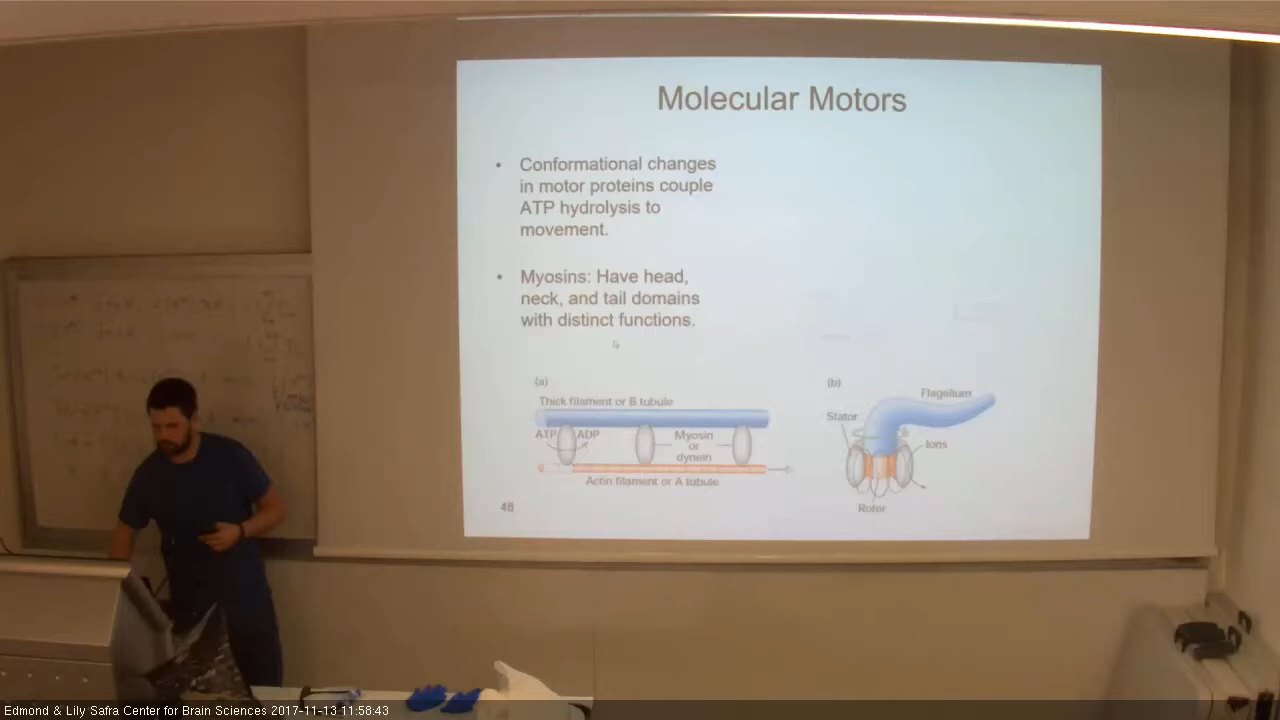 Molecular Motors
• Conformational changes
in motor proteins couple
ATP hydrolysis to
movement.
• Myosins: Have head,
neck, and tail domains
with distinct functions.
(a)
Thick filament or B tubule
ATP ADP
Myosin
or
dynein
Actin filament or A tubule
(b)
Flagellum
Stator
Ions
Rotor
46
Edmond & Lily Safra Center for Brain Sciences 2017-11-13 11:58:43